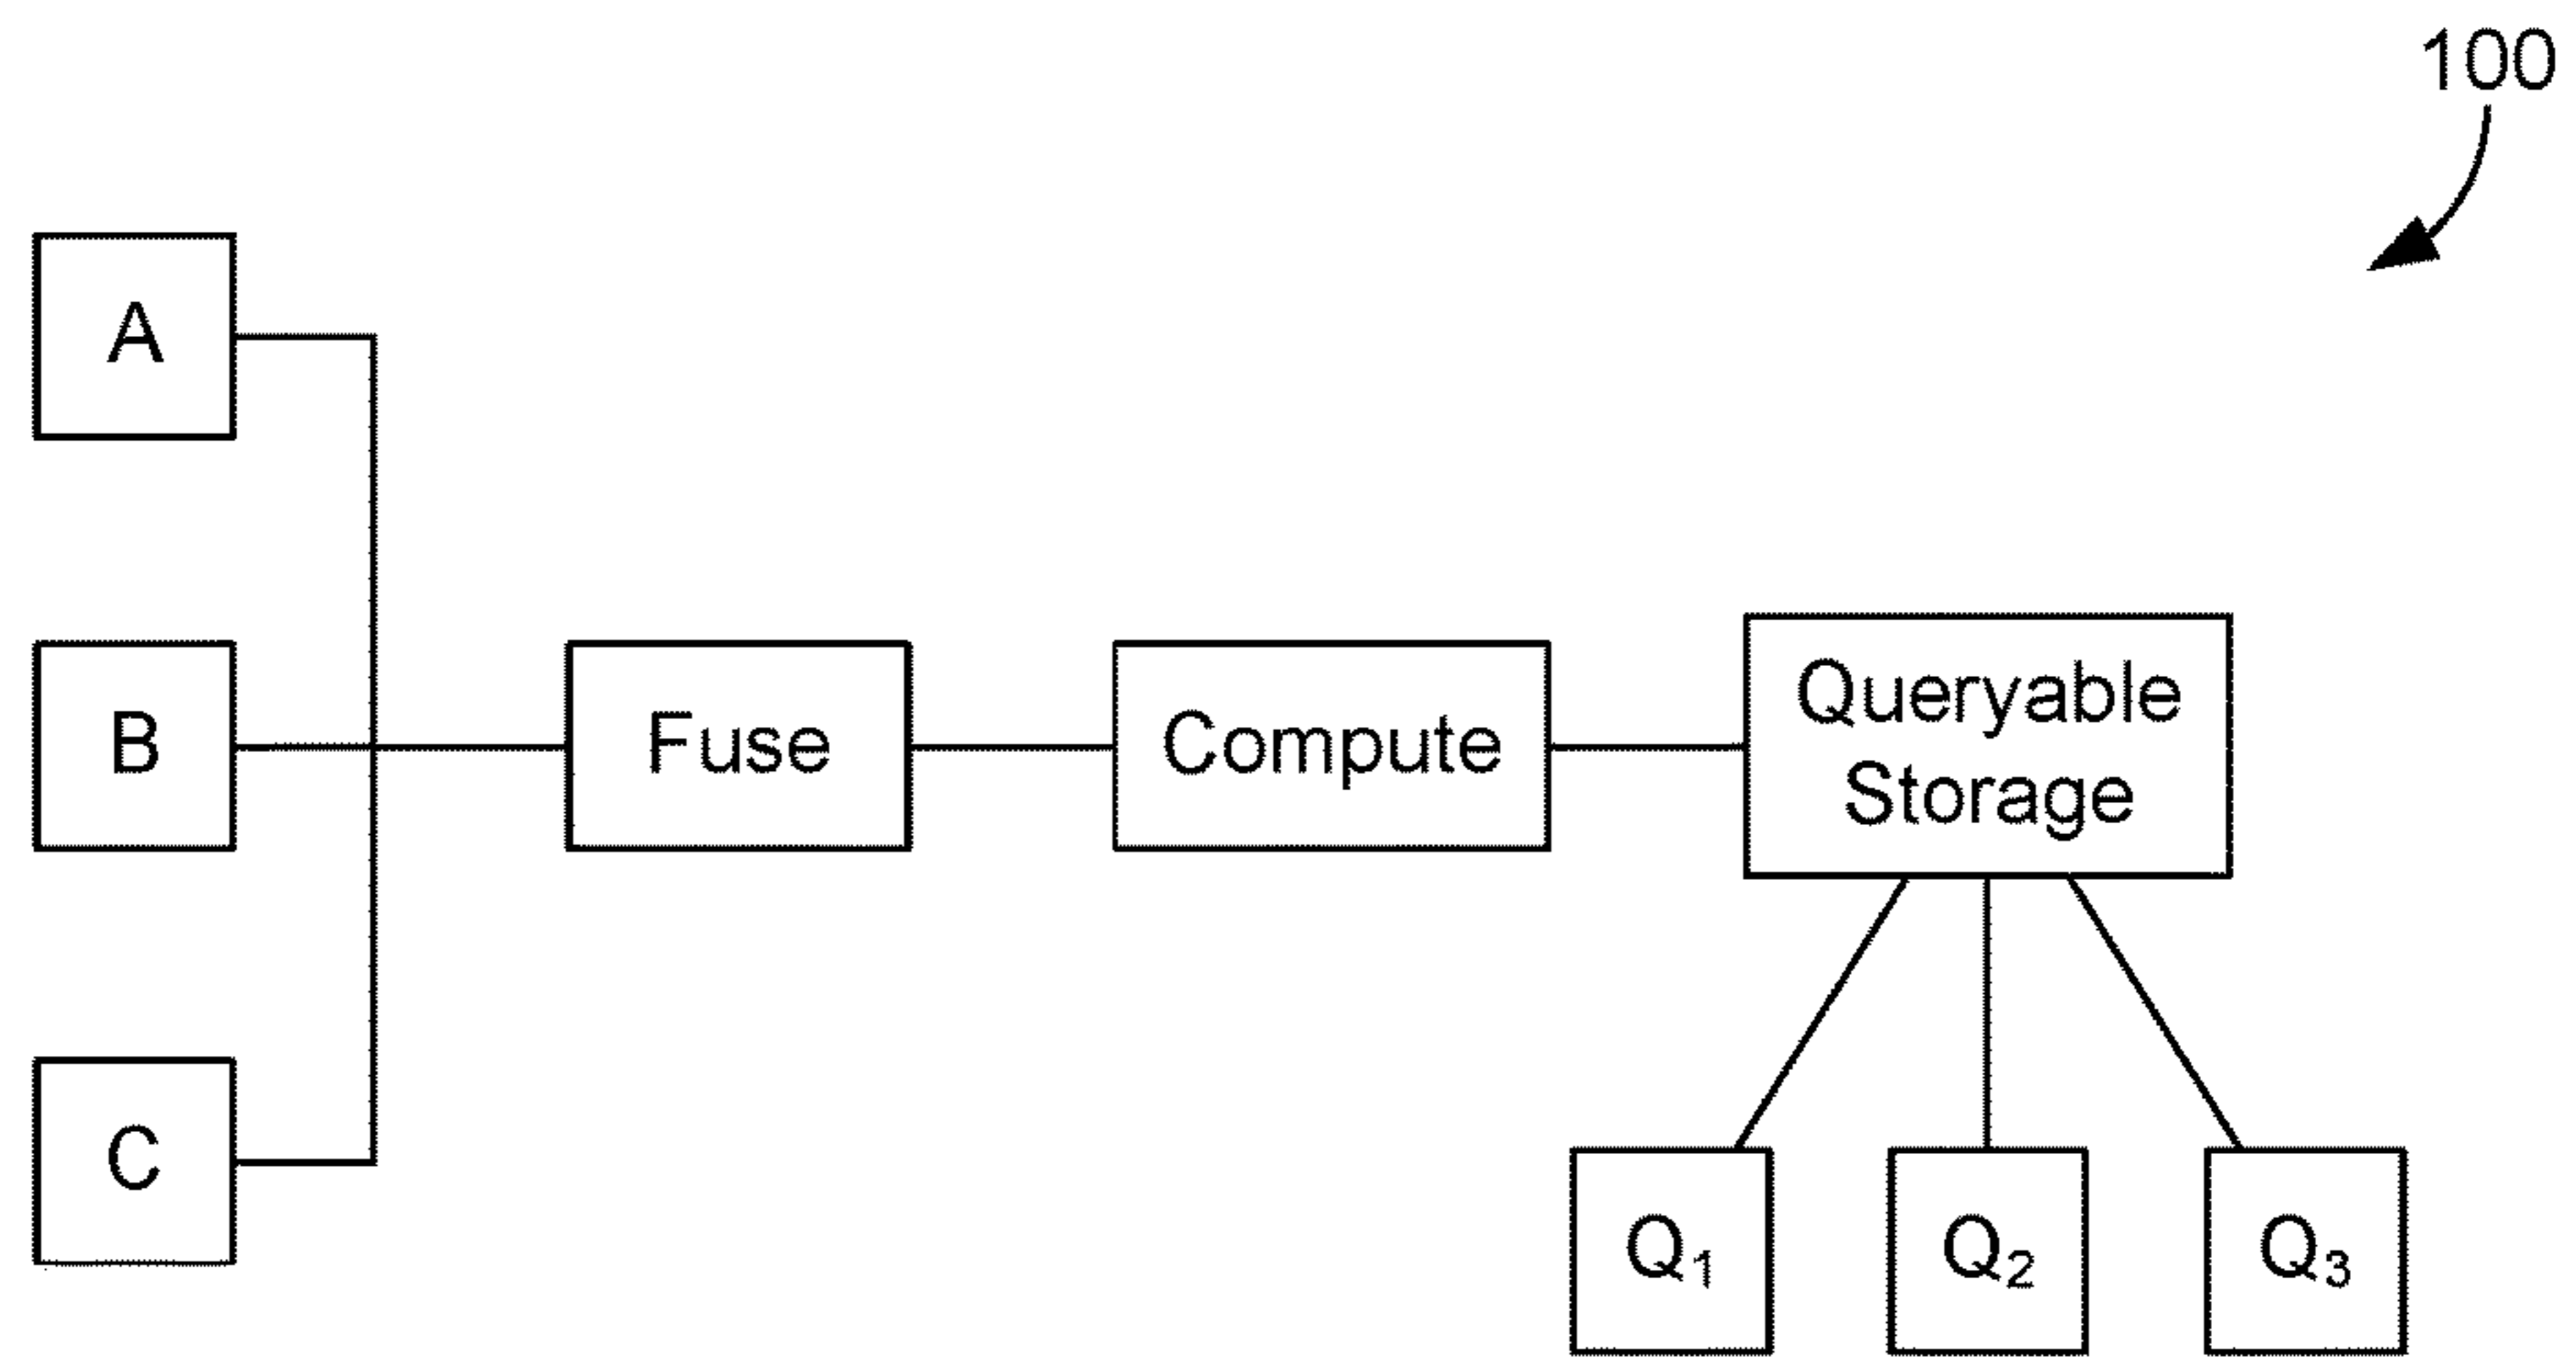 100
A
B
Fuse
Compute
Queryable
Storage
C
Q₁
Q₂
Q₃